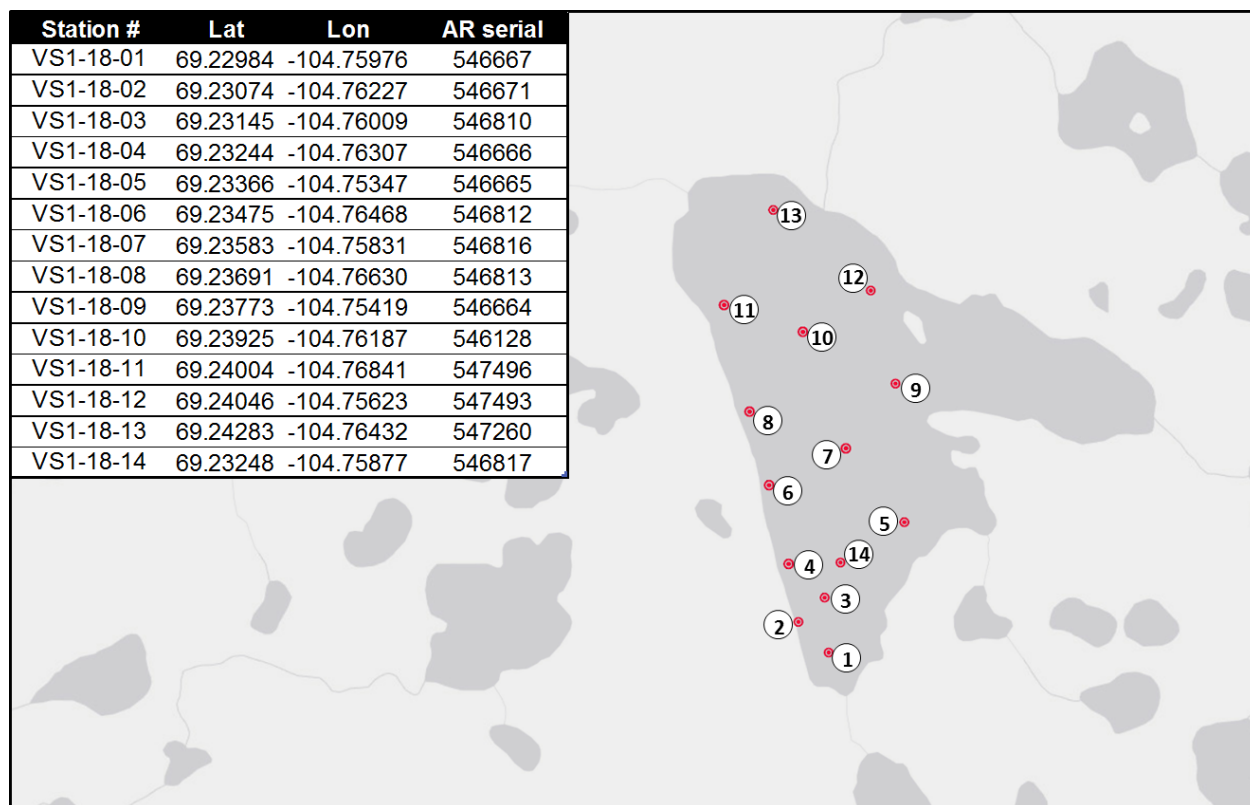 Station # Lat Lon AR serial
VS1-18-01 69.22984 -104.75976 546667
VS1-18-02 69.23074 -104.76227 546671
VS1-18-03 69.23145 -104.76009 546810
VS1-18-04 69.23244 -104.76307 546666
VS1-18-05 69.23366 -104.75347 546665
VS1-18-06 69.23475 -104.76468 546812
VS1-18-07 69.23583 -104.75831 546816
VS1-18-08 69.23691 -104.76630 546813
VS1-18-09 69.23773 -104.75419 546664
VS1-18-10 69.23925 -104.76187 546128
VS1-18-11 69.24004 -104.76841 547496
VS1-18-12 69.24046 -104.75623 547493
VS1-18-13 69.24283 -104.76432 547260
VS1-18-14 69.23248 -104.75877 546817
13
12
11
10
9
8
7
6
5
14
4
3
2
1